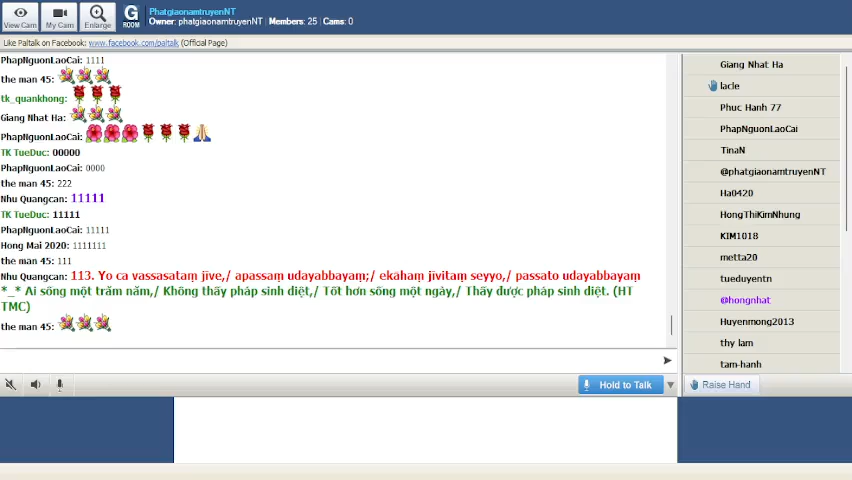 View Cam
My Cam
Enlarge
G
ROOM
PhatgiaonamtruyenNT
Owner: phatgiaonamtruyenNT | Members: 25 | Cams: 0
Like Paltalk on Facebook: www.facebook.com/paltalk (Official Page)
PhapNguonLaoCai: 1111
the man 45:
tk_quankhong:
Giang Nhat Ha:
PhapNguonLaoCai:
TK TueDuc: 00000
PhapNguonLaoCai: 0000
the man 45: 222
Nhu Quangcan: 11111
TK TueDuc: 11111
PhapNguonLaoCai: 11111
Hong Mai 2020: 1111111
the man 45: 111
Nhu Quangcan: 113. Yo ca vassasataṃ jīve,/ apassaṃ udayabbayaṃ;/ ekāhaṃ jīvitaṃ seyyo,/ passato udayabbayaṃ
*_* Ai sống một trăm năm,/ Không thấy pháp sinh diệt,/ Tốt hơn sống một ngày,/ Thấy được pháp sinh diệt. (HT
TMC)
the man 45:
Hold to Talk
Giang Nhat Ha
lacle
Phuc Hanh 77
PhapNguonLaoCai
TinaN
@phatgiaonamtruyenNT
Ha0420
HongThiKimNhung
KIM1018
metta20
tueduyentn
@hongnhat
Huyenmong2013
thy lam
tam-hanh
Raise Hand